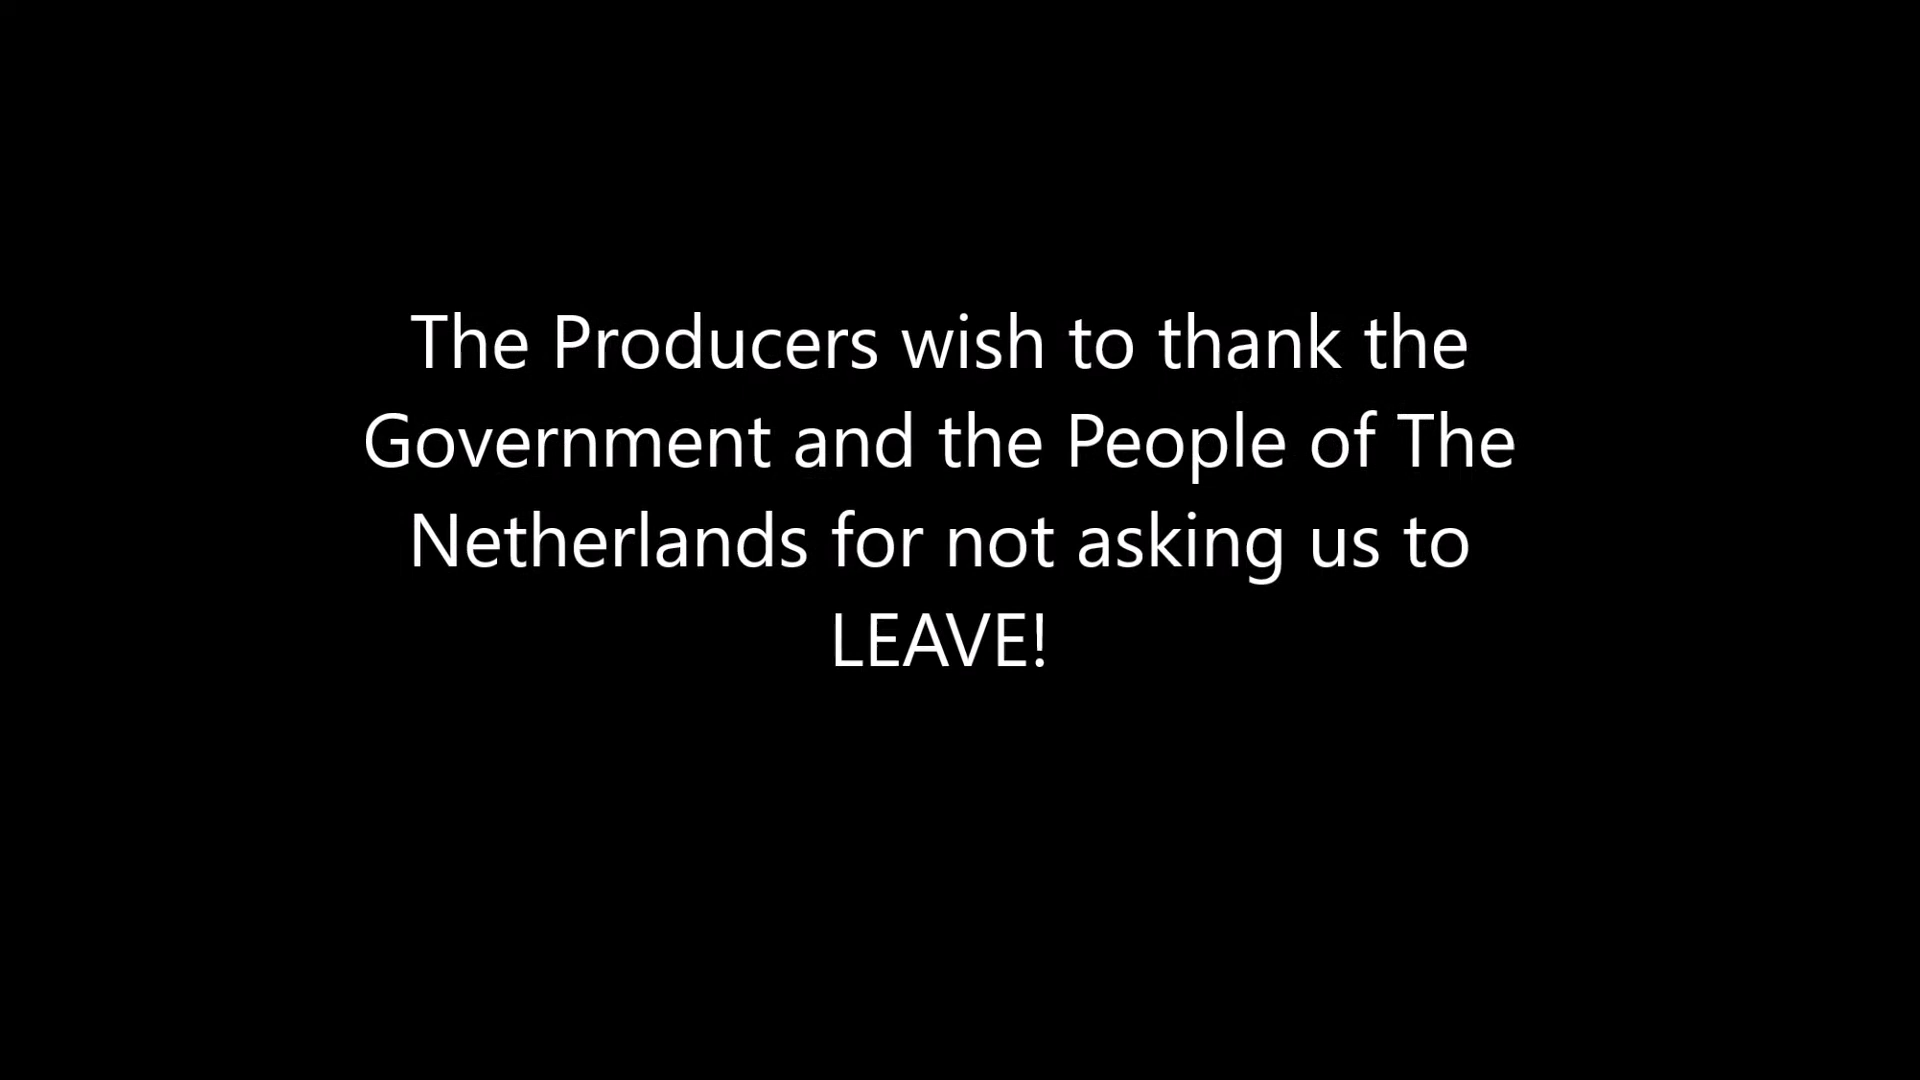 The Producers wish to thank the
Government and the People of The
Netherlands for not asking us to
LEAVE!